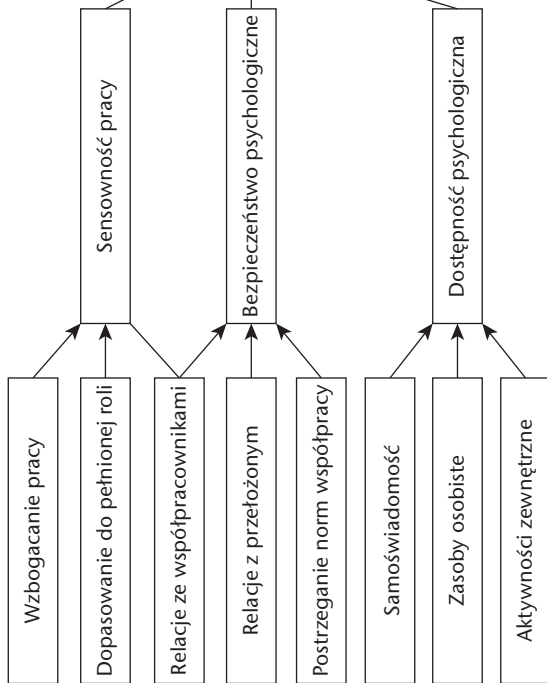 Sensowność pracy
Bezpieczeństwo psychologiczne
Dostępność psychologiczna
Wzbogacanie pracy
Dopasowanie do pełnionej roli
Relacje ze współpracownikami
Relacje z przełożonym
Postrzeganie norm współpracy
Samoświadomość
Zasoby osobiste
Aktywności zewnętrzne